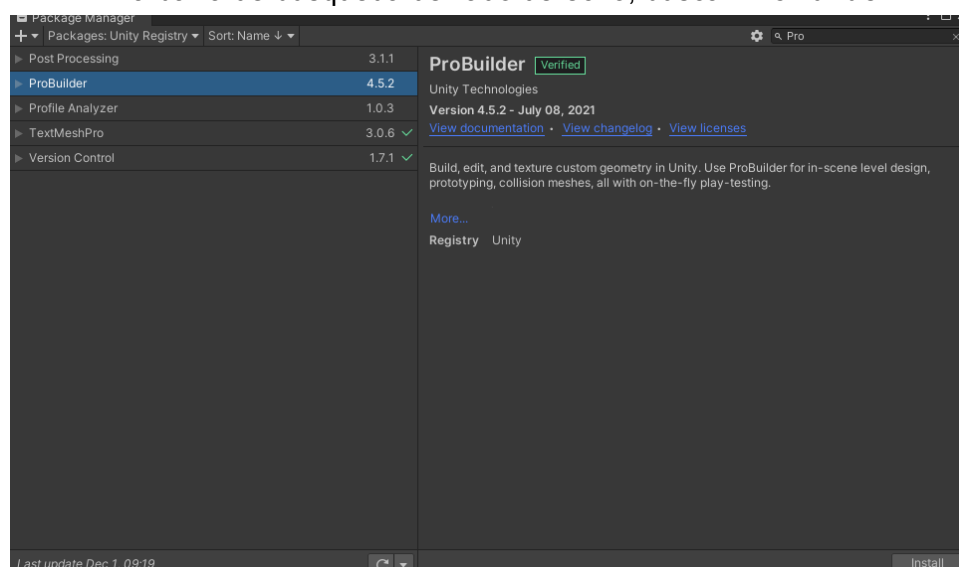 Package Manager
Packages: Unity Registry Sort: Name Pro
Post Processing 3.1.1
ProBuilder 4.5.2
Profile Analyzer 1.0.3
TextMeshPro 3.0.6
Version Control 1.7.1
ProBuilder Verified
Unity Technologies
Version 4.5.2 - July 08, 2021
View documentation • View changelog • View licenses
Build, edit, and texture custom geometry in Unity. Use ProBuilder for in-scene level design,
prototyping, collision meshes, all with on-the-fly play-testing.
More...
Registry Unity
Last update Dec 1, 09:19
Install